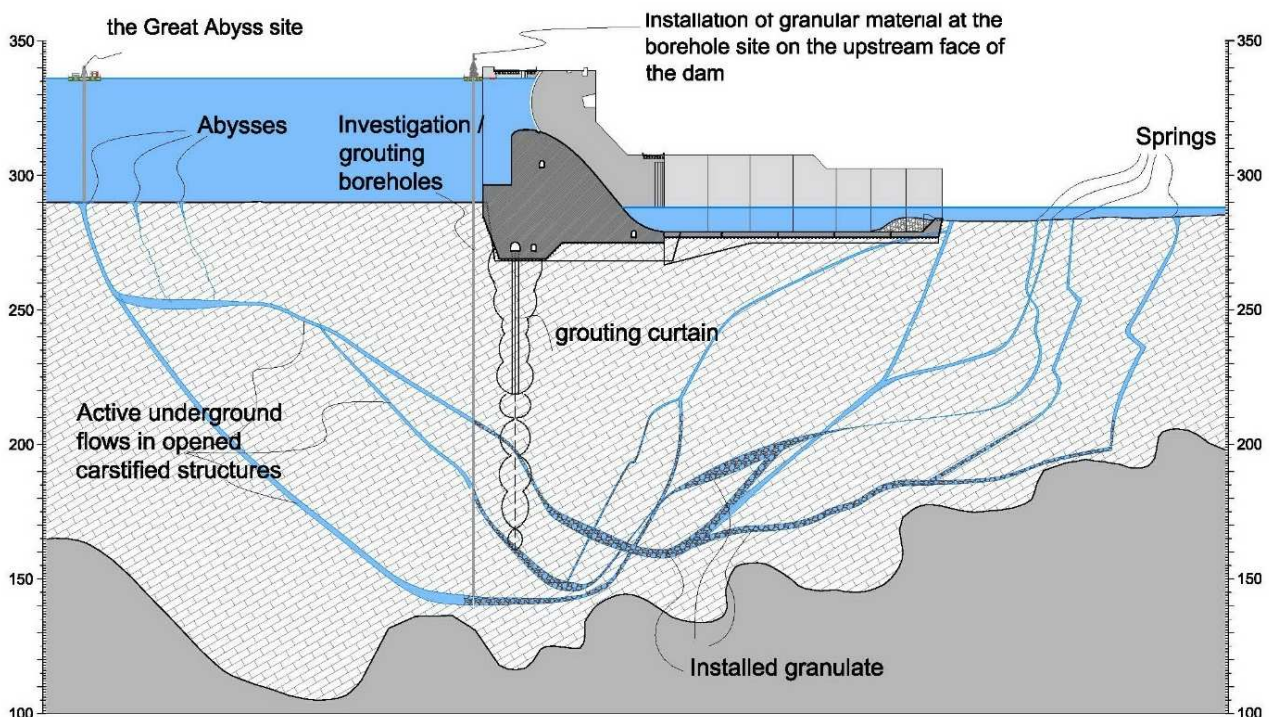 the Great Abyss site
Installation of granular material at the
borehole site on the upstream face of
the dam
Abysses
Investigation /
grouting
boreholes
Springs
grouting curtain
Active underground
flows in opened
carstified structures
Installed granulate
350
300
250
200
150
100
350
300
250
200
150
100